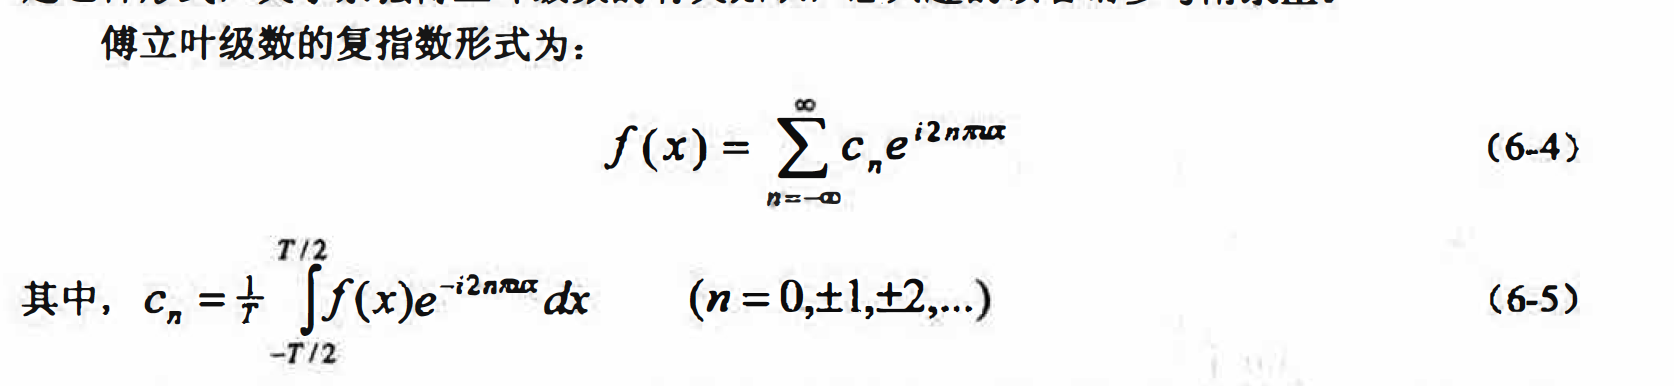 傅立叶级数的复指数形式为：
f(x) = ∑_{n=-∞}^{∞} c_n e^{i2nπux} （6-4）
其中，c_n = 1/T ∫_{-T/2}^{T/2} f(x)e^{-i2nπux} dx (n = 0,±1,±2,...) （6-5）